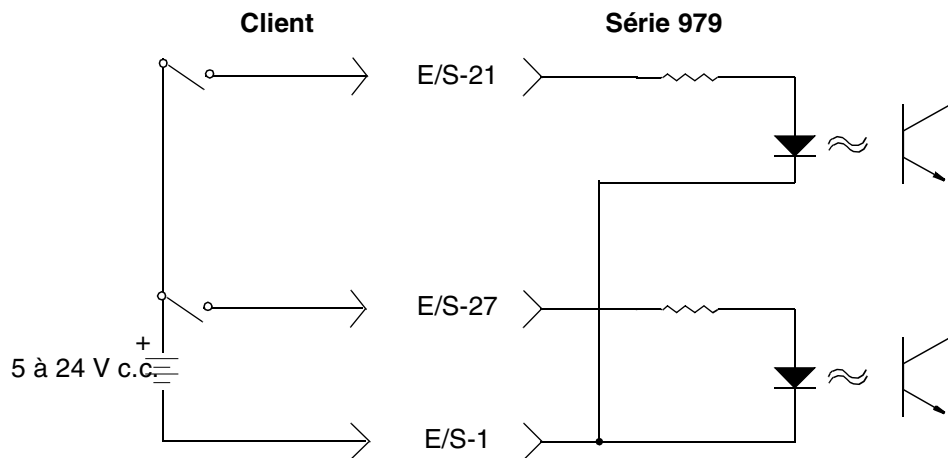 Client
Série 979
E/S-21
E/S-27
+
5 à 24 V c.c.
E/S-1